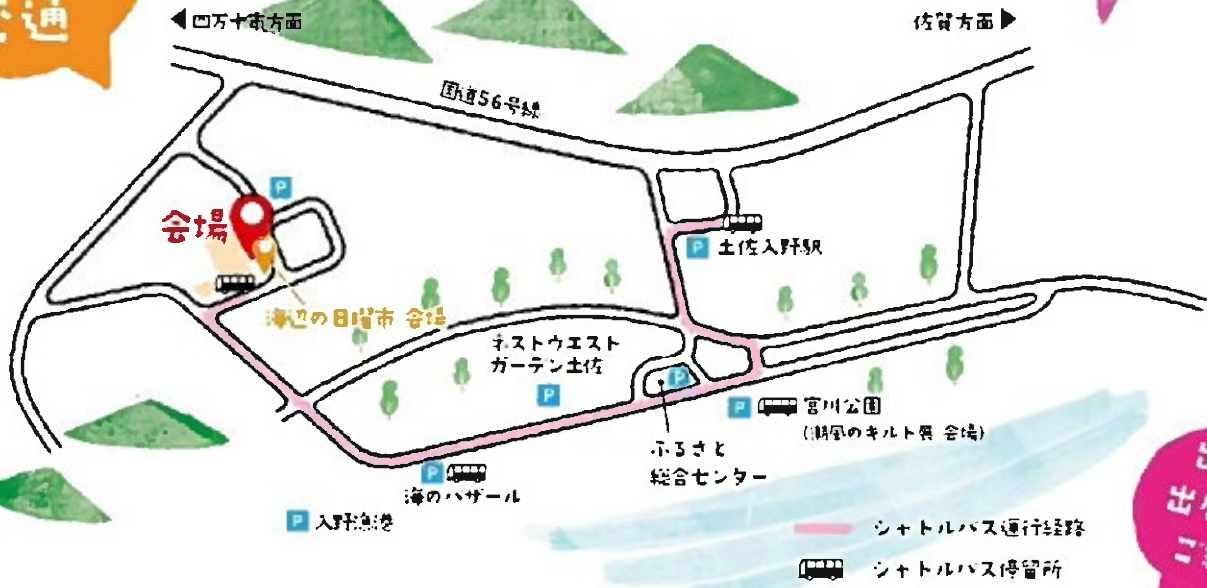 交通
◀四万十市方面
佐賀方面▶
国道56号線
P
会場
P 土佐入野駅
海辺の日曜市 会場
ネストウエスト
ガーデン土佐
P
P
P 宮川公園
(潮風のキルト展 会場)
ふるさと
総合センター
P
海のバザール
P 入野漁港
シャトルバス運行経路
シャトルバス停留所